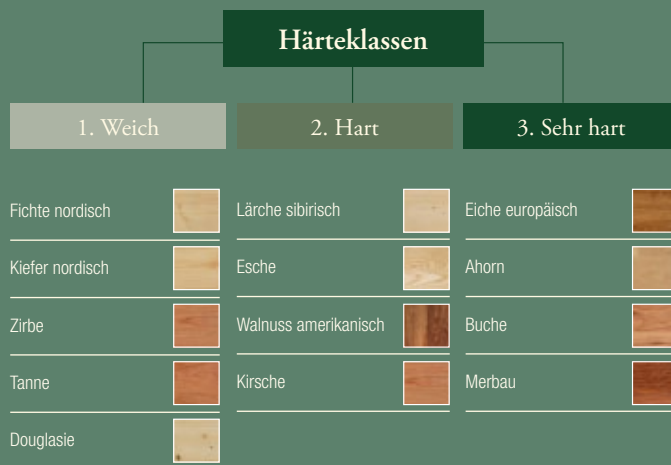 Härteklassen
1. Weich
2. Hart
3. Sehr hart
Fichte nordisch
Kiefer nordisch
Zirbe
Tanne
Douglasie
Lärche sibirisch
Esche
Walnuss amerikanisch
Kirsche
Eiche europäisch
Ahorn
Buche
Merbau